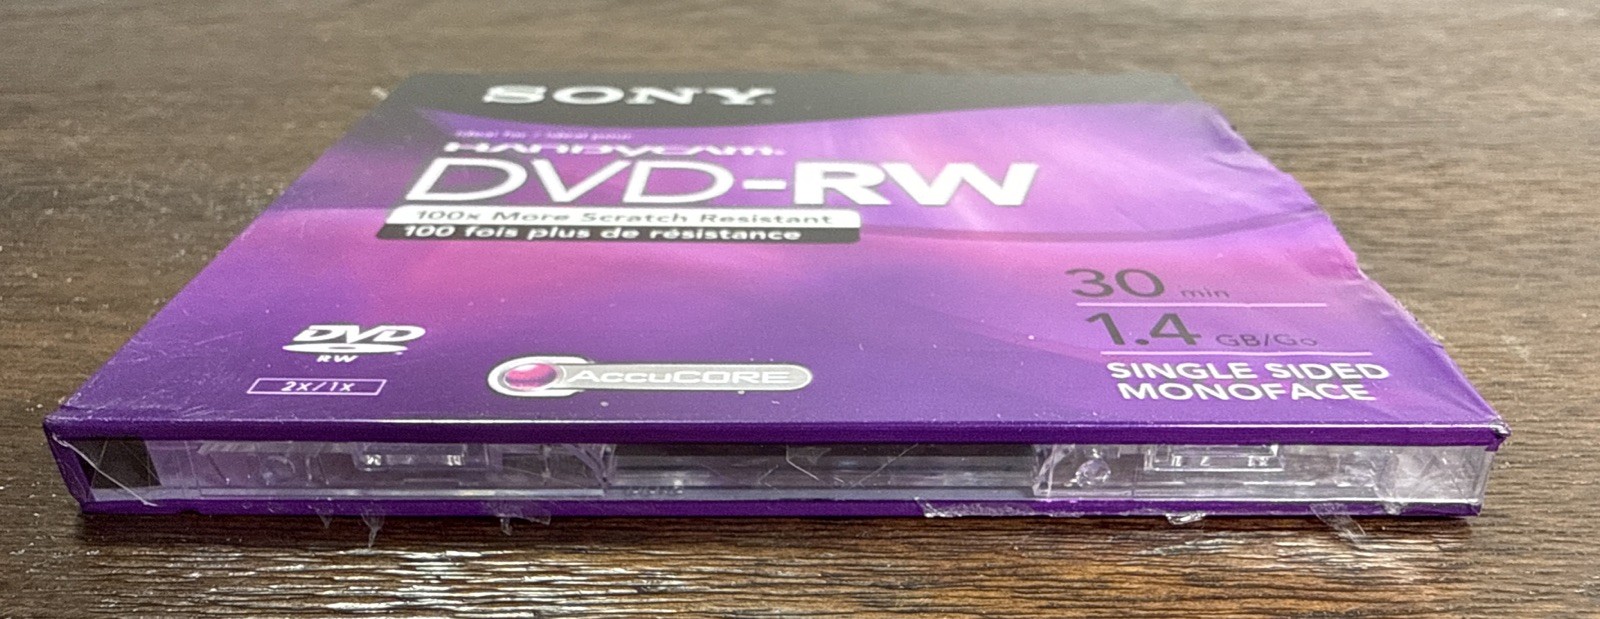 SONY
Ideal for / Idéal pour
HANDYCAM
DVD-RW
100x More Scratch Resistant
100 fois plus de résistance
30 min
1.4 GB/Go
DVD
RW
2x/1x
AccuCORE
SINGLE SIDED
MONOFACE